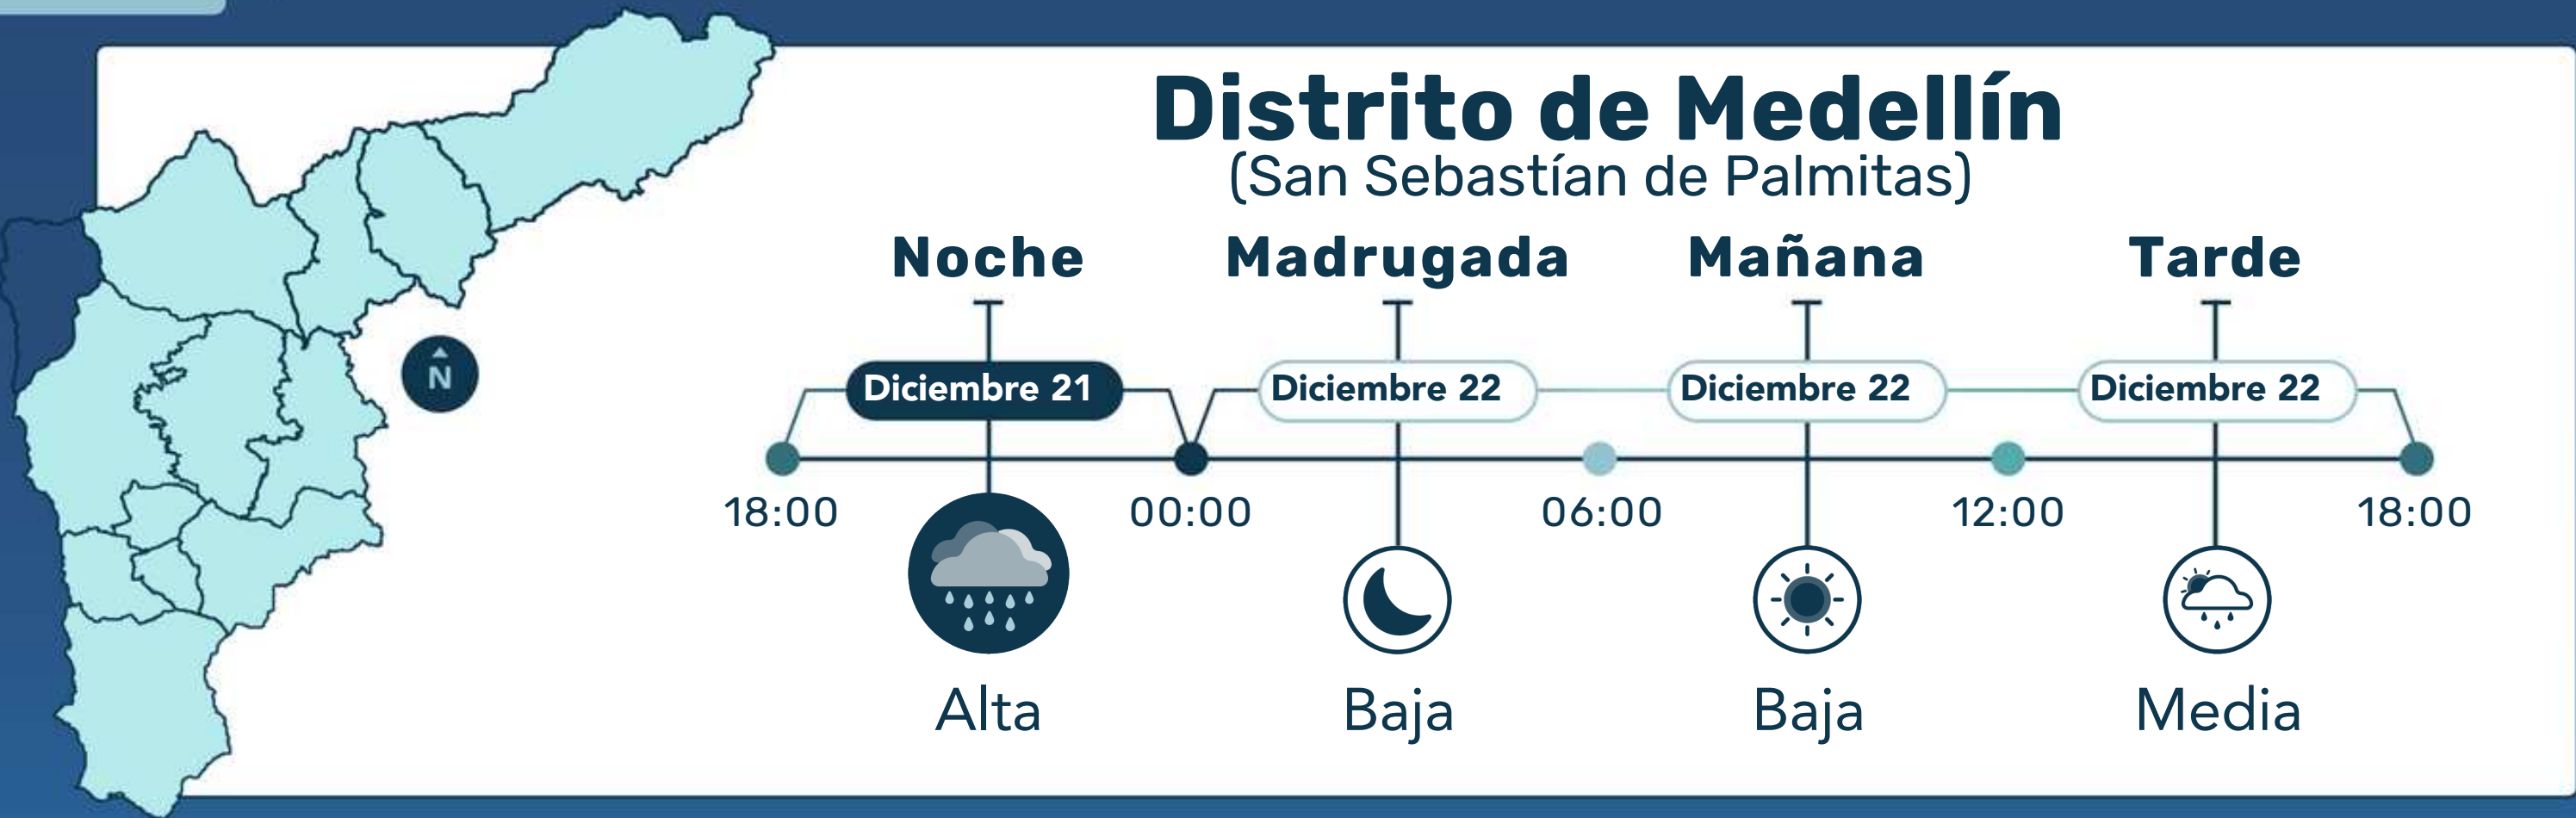 Distrito de Medellín
(San Sebastían de Palmitas)
Noche Madrugada Mañana Tarde
Diciembre 21 Diciembre 22 Diciembre 22 Diciembre 22
N
18:00 00:00 06:00 12:00 18:00
Alta Baja Baja Media